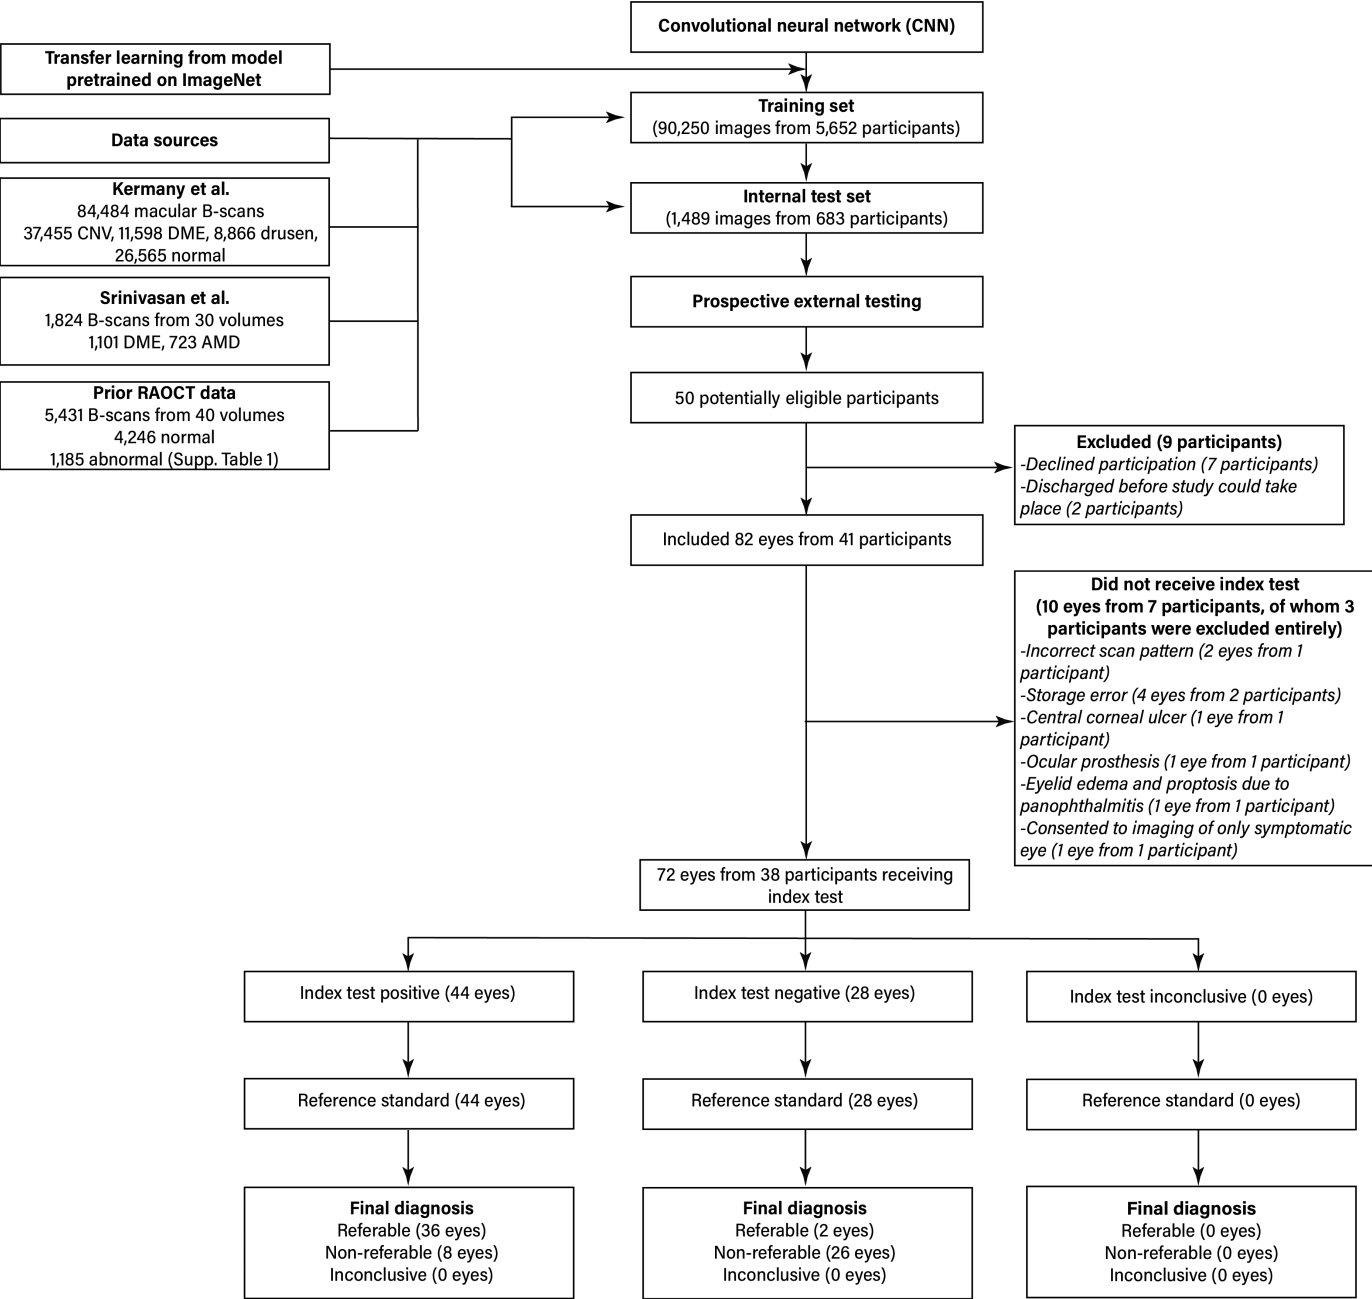 Convolutional neural network (CNN)
Transfer learning from model
pretrained on ImageNet
Training set
(90,250 images from 5,652 participants)
Data sources
Kermany et al.
84,484 macular B-scans
37,455 CNV, 11,598 DME, 8,866 drusen,
26,565 normal
Internal test set
(1,489 images from 683 participants)
Srinivasan et al.
1,824 B-scans from 30 volumes
1,101 DME, 723 AMD
Prospective external testing
Prior RAOCT data
5,431 B-scans from 40 volumes
4,246 normal
1,185 abnormal (Supp. Table 1)
50 potentially eligible participants
Excluded (9 participants)
-Declined participation (7 participants)
-Discharged before study could take
place (2 participants)
Included 82 eyes from 41 participants
Did not receive index test
(10 eyes from 7 participants, of whom 3
participants were excluded entirely)
-Incorrect scan pattern (2 eyes from 1
participant)
-Storage error (4 eyes from 2 participants)
-Central corneal ulcer (1 eye from 1
participant)
-Ocular prosthesis (1 eye from 1 participant)
-Eyelid edema and proptosis due to
panophthalmitis (1 eye from 1 participant)
-Consented to imaging of only symptomatic
eye (1 eye from 1 participant)
72 eyes from 38 participants receiving
index test
Index test positive (44 eyes)
Index test negative (28 eyes)
Index test inconclusive (0 eyes)
Reference standard (44 eyes)
Reference standard (28 eyes)
Reference standard (0 eyes)
Final diagnosis
Referable (36 eyes)
Non-referable (8 eyes)
Inconclusive (0 eyes)
Final diagnosis
Referable (2 eyes)
Non-referable (26 eyes)
Inconclusive (0 eyes)
Final diagnosis
Referable (0 eyes)
Non-referable (0 eyes)
Inconclusive (0 eyes)